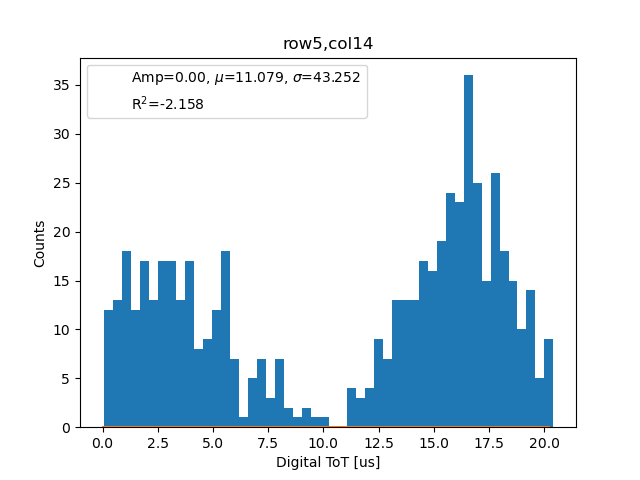 row5,col14
Amp=0.00, μ=11.079, σ=43.252
R²=-2.158
Counts
35
30
25
20
15
10
5
0
0.0 2.5 5.0 7.5 10.0 12.5 15.0 17.5 20.0
Digital ToT [us]